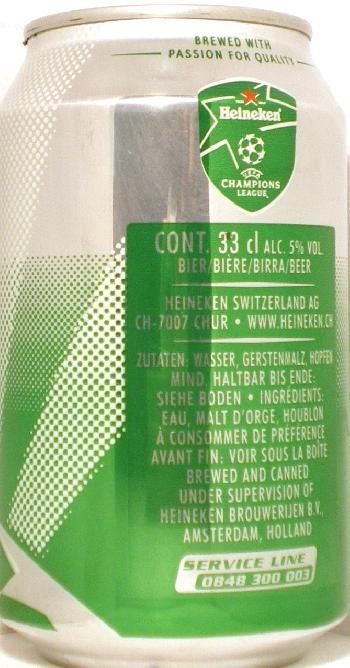 BREWED WITH
PASSION FOR QUALITY
Heineken
UEFA
CHAMPIONS
LEAGUE
CONT. 33 cl ALC. 5% VOL.
BIER/BIÈRE/BIRRA/BEER
HEINEKEN SWITZERLAND AG
CH-7007 CHUR • WWW.HEINEKEN.CH
ZUTATEN: WASSER, GERSTENMALZ, HOPFEN
MIND. HALTBAR BIS ENDE:
SIEHE BODEN • INGRÉDIENTS:
EAU, MALT D'ORGE, HOUBLON
À CONSOMMER DE PRÉFÉRENCE
AVANT FIN: VOIR SOUS LA BOÎTE
BREWED AND CANNED
UNDER SUPERVISION OF
HEINEKEN BROUWERIJEN B.V.,
AMSTERDAM, HOLLAND
SERVICE LINE
0848 300 003